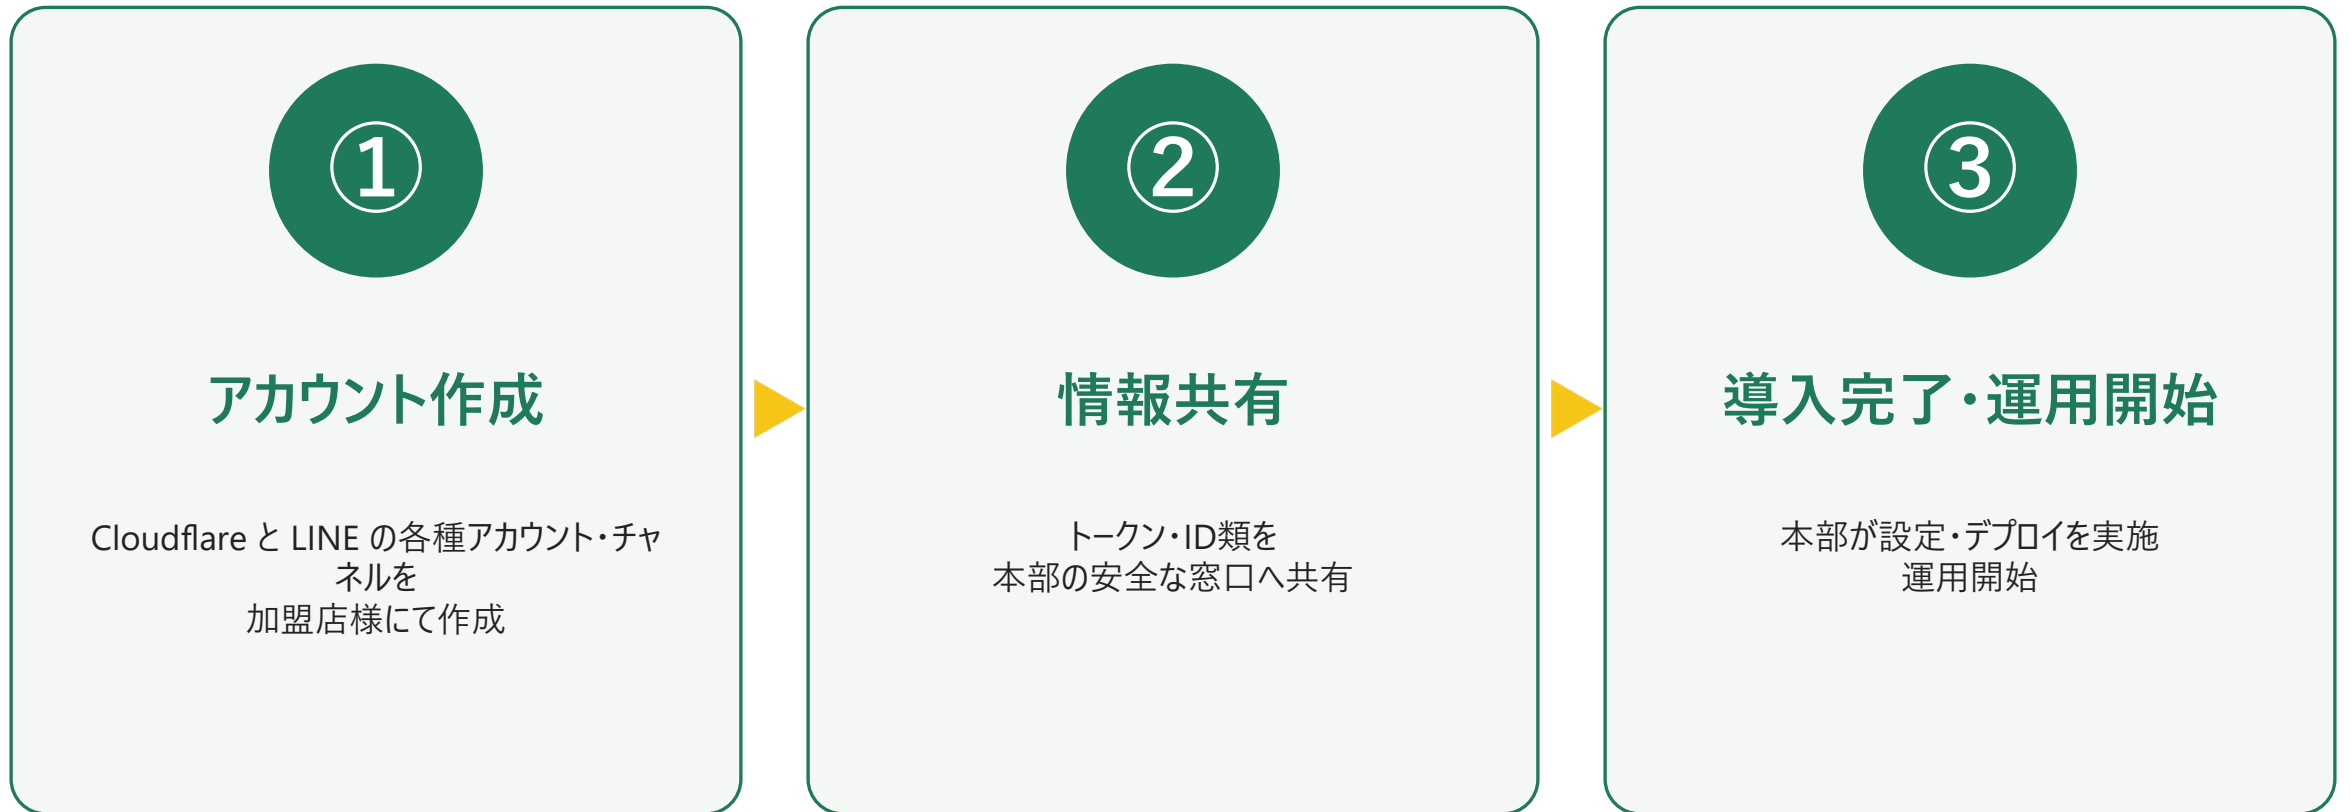 ①
アカウント作成
Cloudflare と LINE の各種アカウント・チャ
ネルを
加盟店様にて作成
②
情報共有
トークン・ID類を
本部の安全な窓口へ共有
③
導入完了・運用開始
本部が設定・デプロイを実施
運用開始